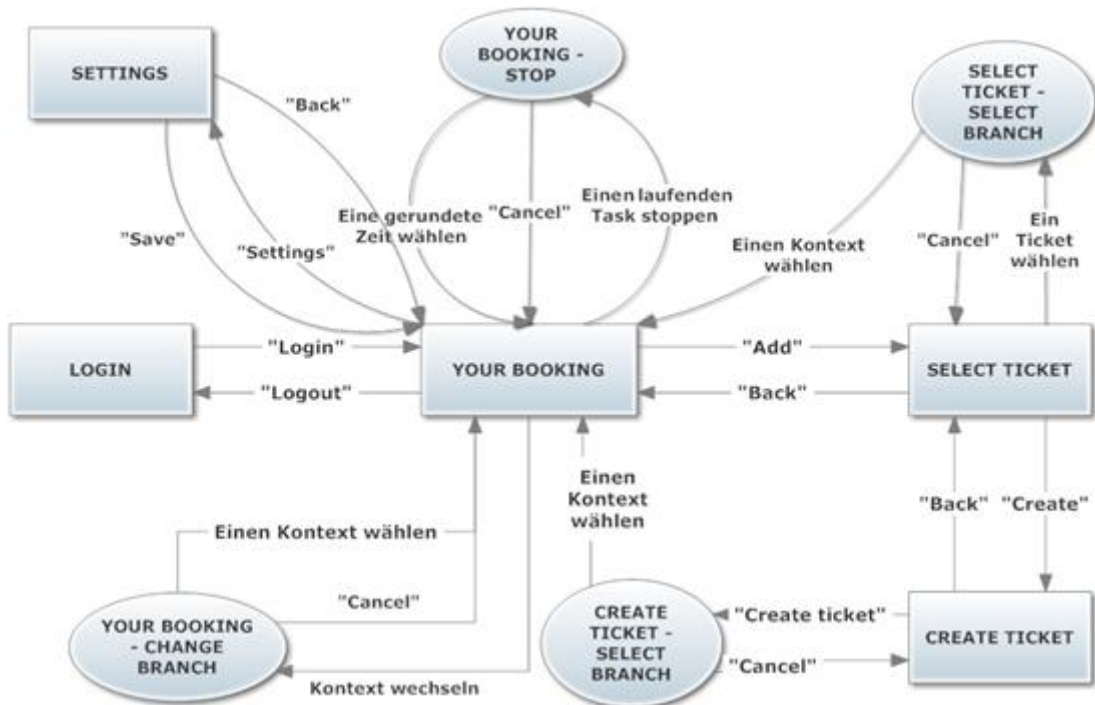 YOUR
BOOKING -
STOP
SETTINGS
SELECT
TICKET -
SELECT
BRANCH
"Back"
Einen laufenden
Task stoppen
Eine gerundete
Zeit wählen
"Cancel"
"Save"
"Settings"
Einen Kontext
wählen
"Cancel"
Ein
Ticket
wählen
LOGIN
"Login"
"Logout"
YOUR BOOKING
"Add"
"Back"
SELECT TICKET
Einen
Kontext
wählen
"Back"
"Create"
Einen Kontext wählen
"Cancel"
YOUR BOOKING
- CHANGE
BRANCH
Kontext wechseln
CREATE
TICKET -
SELECT
BRANCH
"Create ticket"
"Cancel"
CREATE TICKET